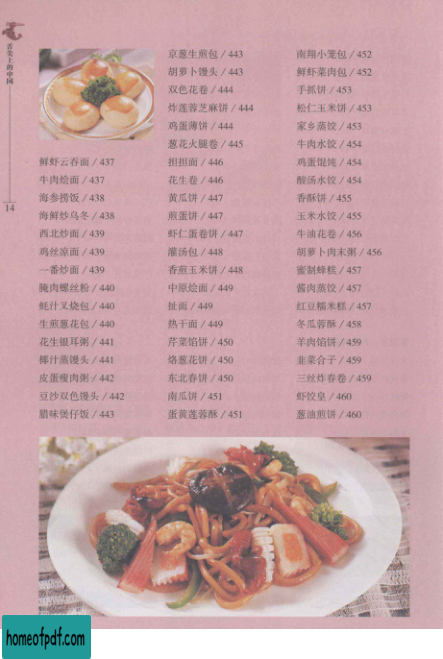 舌尖上的中国
14
鲜虾云吞面 / 437
牛肉烩面 / 437
海参捞饭 / 438
海鲜炒乌冬 / 438
西北炒面 / 439
鸡丝凉面 / 439
一番炒面 / 439
腌肉螺丝粉 / 440
蚝汁叉烧包 / 440
生煎葱花包 / 440
花生银耳粥 / 441
椰汁蒸馒头 / 441
皮蛋瘦肉粥 / 442
豆沙双色馒头 / 442
腊味煲仔饭 / 443
京葱生煎包 / 443
胡萝卜馒头 / 443
双色花卷 / 444
炸莲蓉芝麻饼 / 444
鸡蛋薄饼 / 444
葱花火腿卷 / 445
担担面 / 446
花生卷 / 446
黄瓜饼 / 447
煎蛋饼 / 447
虾仁蛋卷饼 / 447
灌汤包 / 448
香煎玉米饼 / 448
中原烩面 / 449
扯面 / 449
热干面 / 449
芹菜馅饼 / 450
烙葱花饼 / 450
东北春饼 / 450
南瓜饼 / 451
蛋黄莲蓉酥 / 451
南翔小笼包 / 452
鲜虾菜肉包 / 452
手抓饼 / 453
松仁玉米饼 / 453
家乡蒸饺 / 453
牛肉水饺 / 454
鸡蛋馄饨 / 454
酸汤水饺 / 454
香酥饼 / 455
玉米水饺 / 455
牛油花卷 / 456
胡萝卜肉末粥 / 456
蜜制蜂糕 / 457
酱肉蒸饺 / 457
红豆糯米糕 / 457
冬瓜蓉酥 / 458
羊肉馅饼 / 459
韭菜合子 / 459
三丝炸春卷 / 459
虾饺皇 / 460
葱油煎饼 / 460
homeofpdf.com